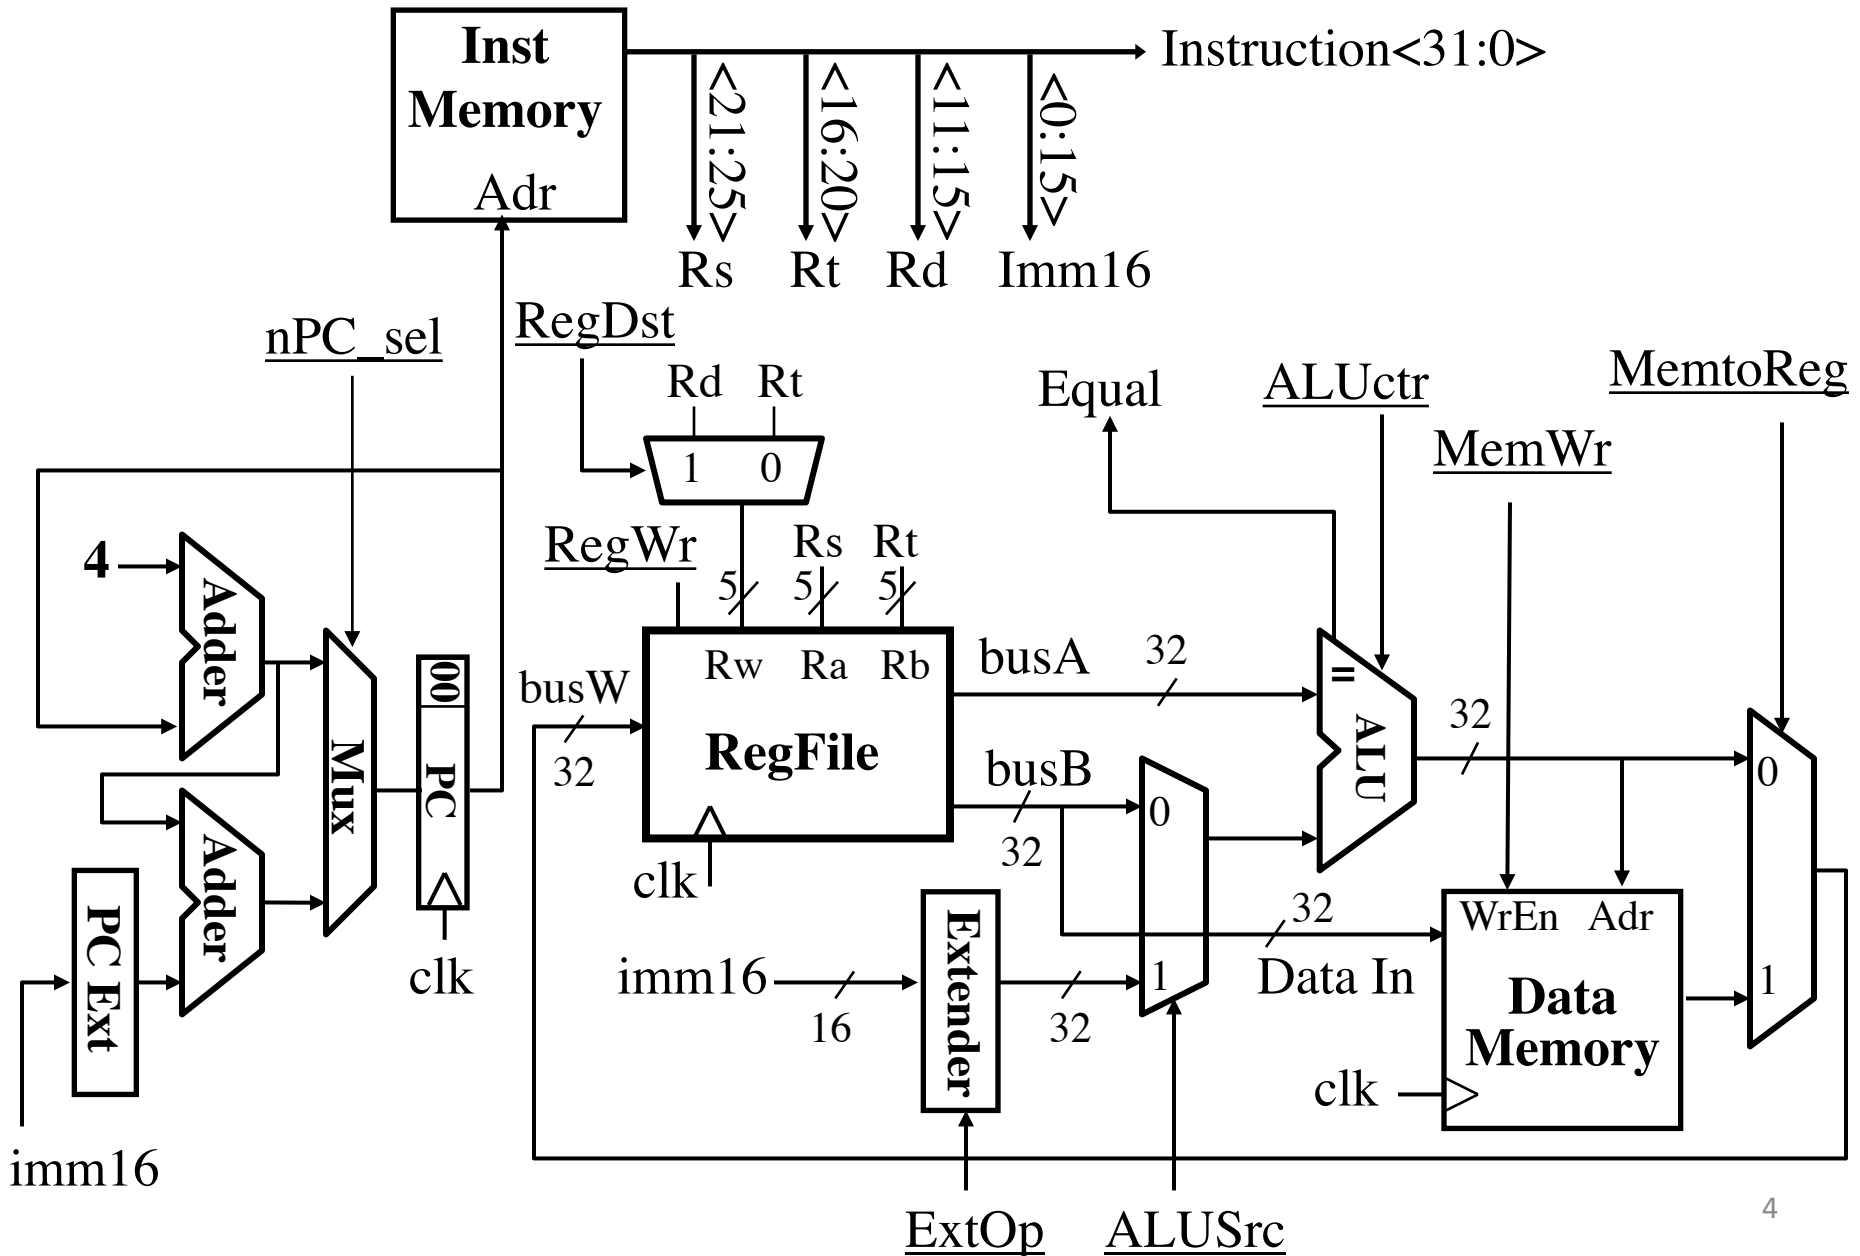 Inst
Memory
Adr
Instruction<31:0>
<21:25>
<16:20>
<11:15>
<0:15>
Rs
Rt
Rd
Imm16
nPC_sel
RegDst
Rd Rt
1 0
Equal
ALUctr
MemtoReg
MemWr
4
Adder
RegWr
Rs Rt
5
5
5
Rw Ra Rb
busW
32
RegFile
clk
busA
32
busB
32
=
ALU
32
0
1
00
PC
Mux
clk
Adder
PC Ext
imm16
imm16
16
Extender
32
0
1
32
Data In
WrEn Adr
Data
Memory
clk
ExtOp
ALUSrc
4